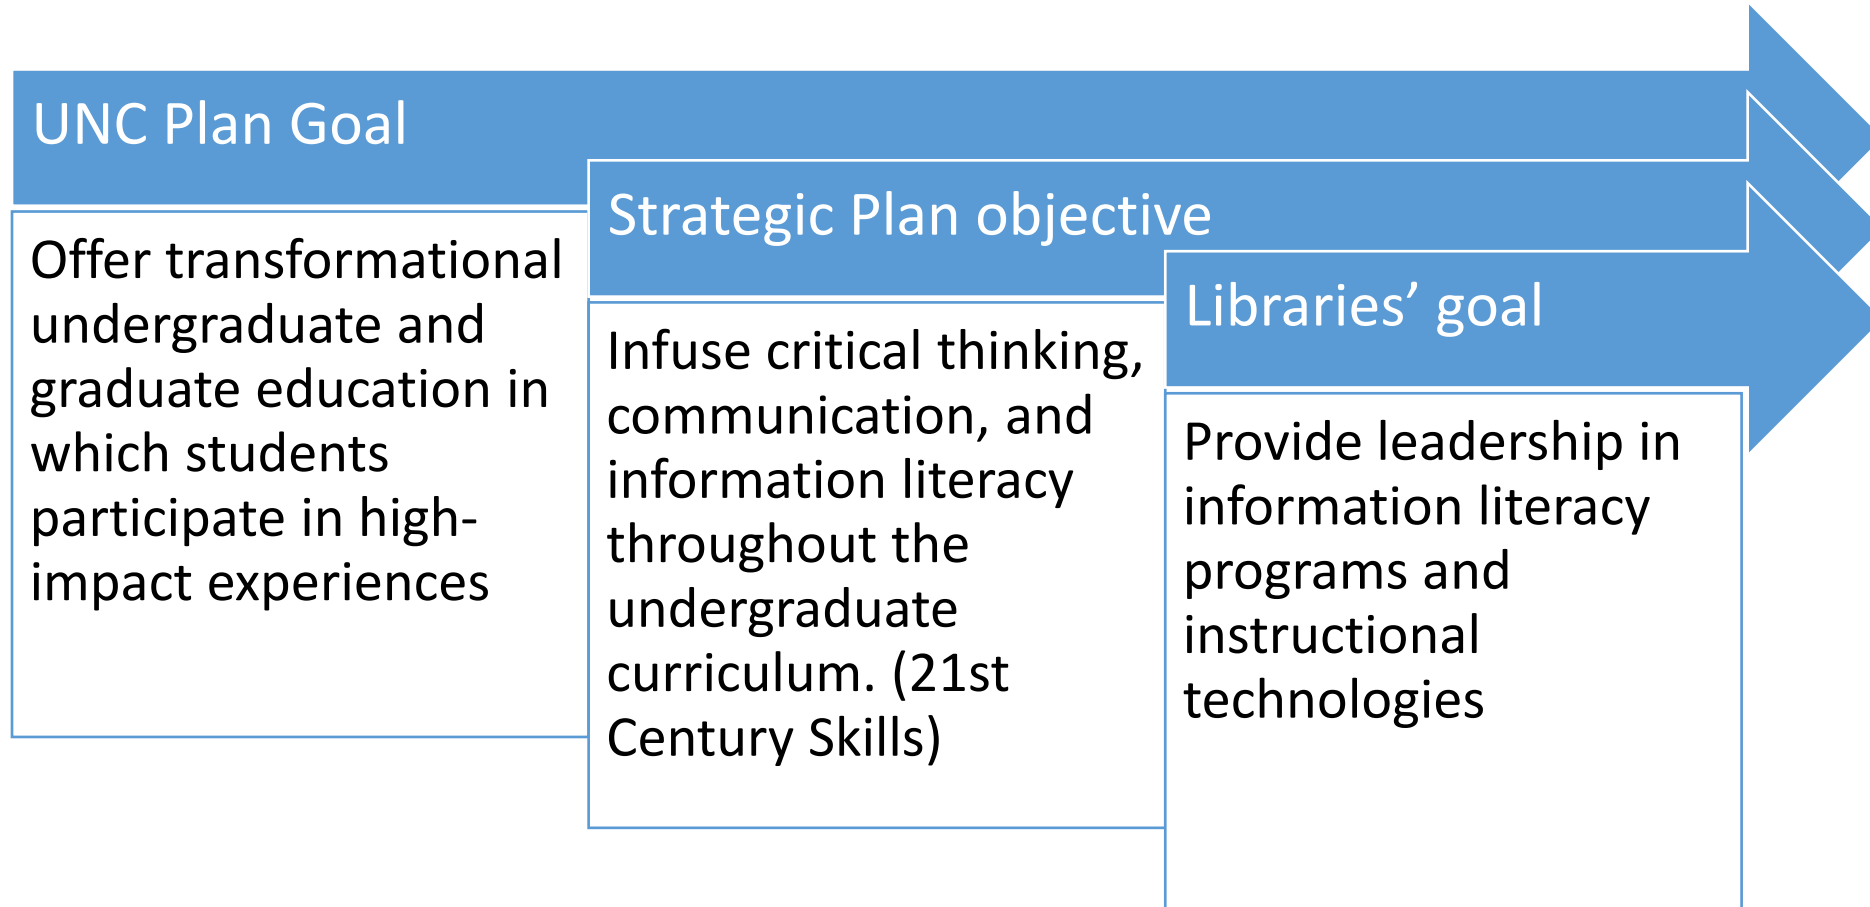 UNC Plan Goal
Offer transformational
undergraduate and
graduate education in
which students
participate in high-
impact experiences
Strategic Plan objective
Infuse critical thinking,
communication, and
information literacy
throughout the
undergraduate
curriculum. (21st
Century Skills)
Libraries’ goal
Provide leadership in
information literacy
programs and
instructional
technologies